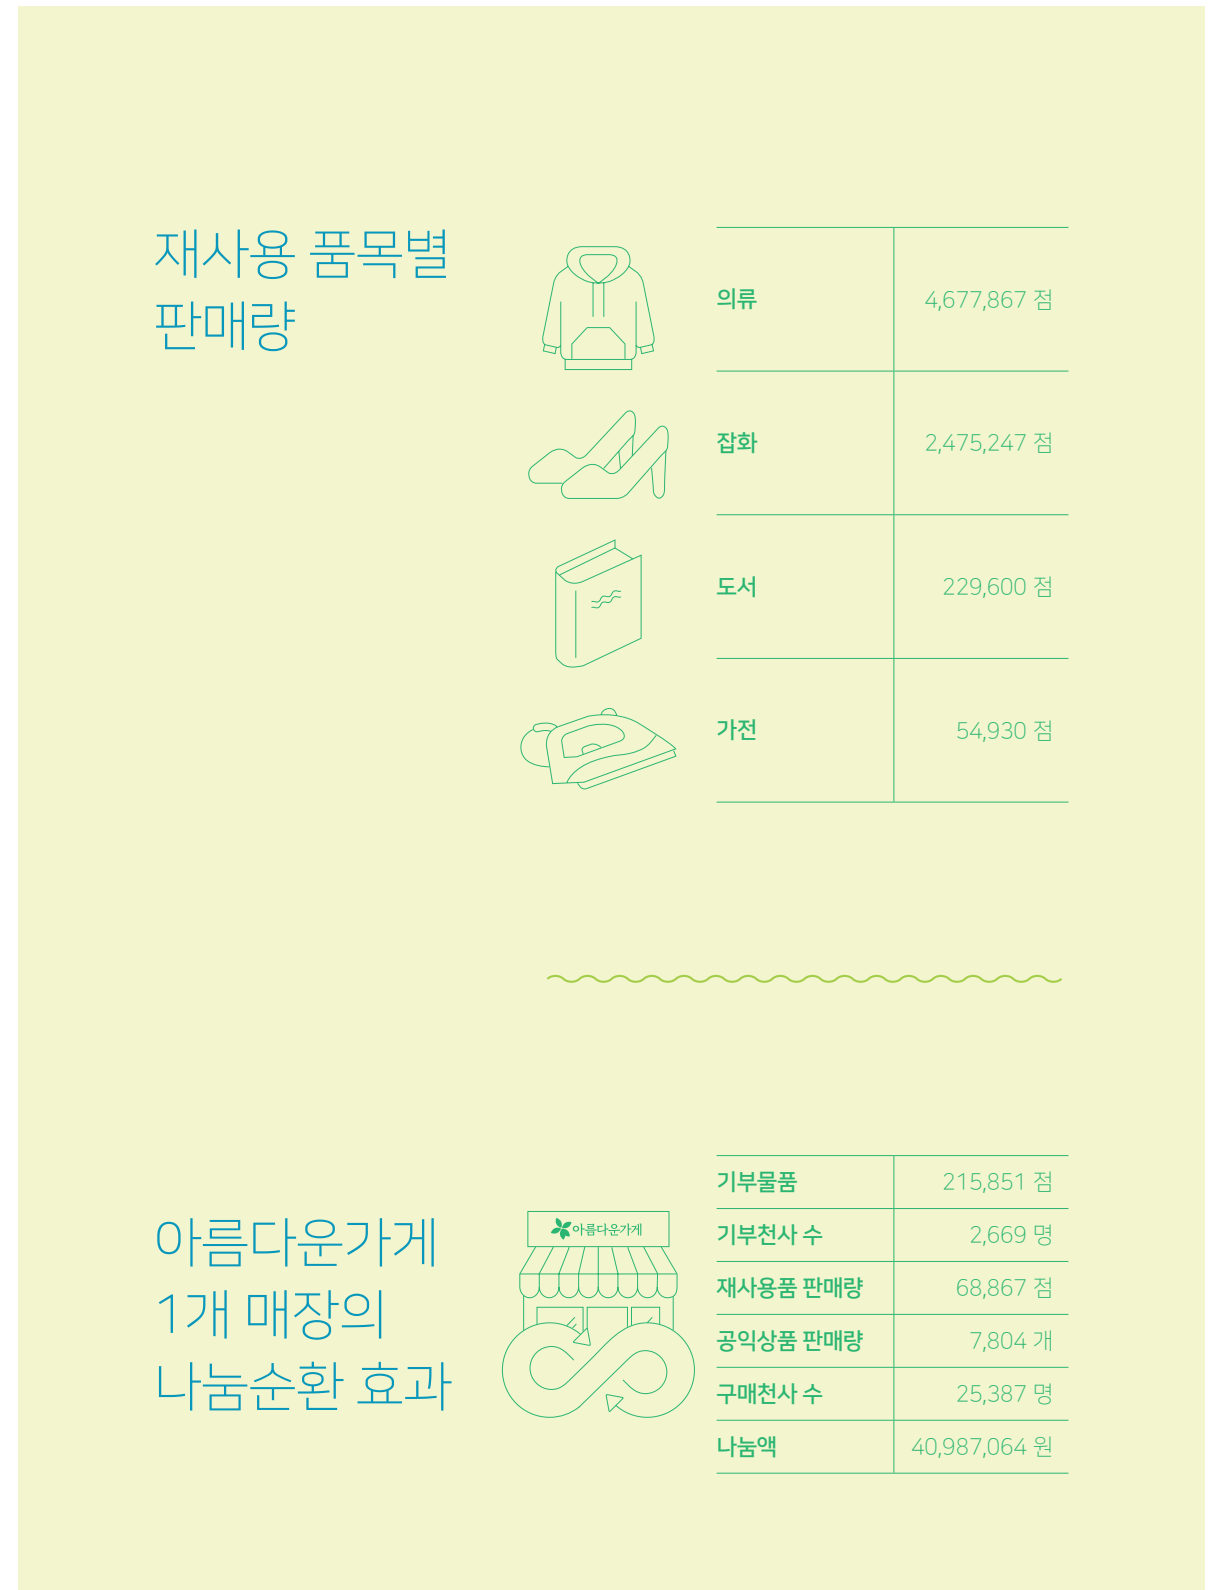 재사용 품목별
판매량
의류 4,677,867 점
잡화 2,475,247 점
도서 229,600 점
가전 54,930 점
아름다운가게
1개 매장의
나눔순환 효과
아름다운가게
기부물품 215,851 점
기부천사 수 2,669 명
재사용품 판매량 68,867 점
공익상품 판매량 7,804 개
구매천사 수 25,387 명
나눔액 40,987,064 원